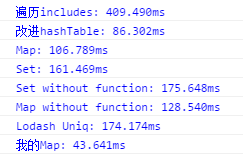 遍历includes: 409.490ms
改进hashTable: 86.302ms
Map: 106.789ms
Set: 161.469ms
Set without function: 175.648ms
Map without function: 128.540ms
Lodash Uniq: 174.174ms
我的Map: 43.641ms